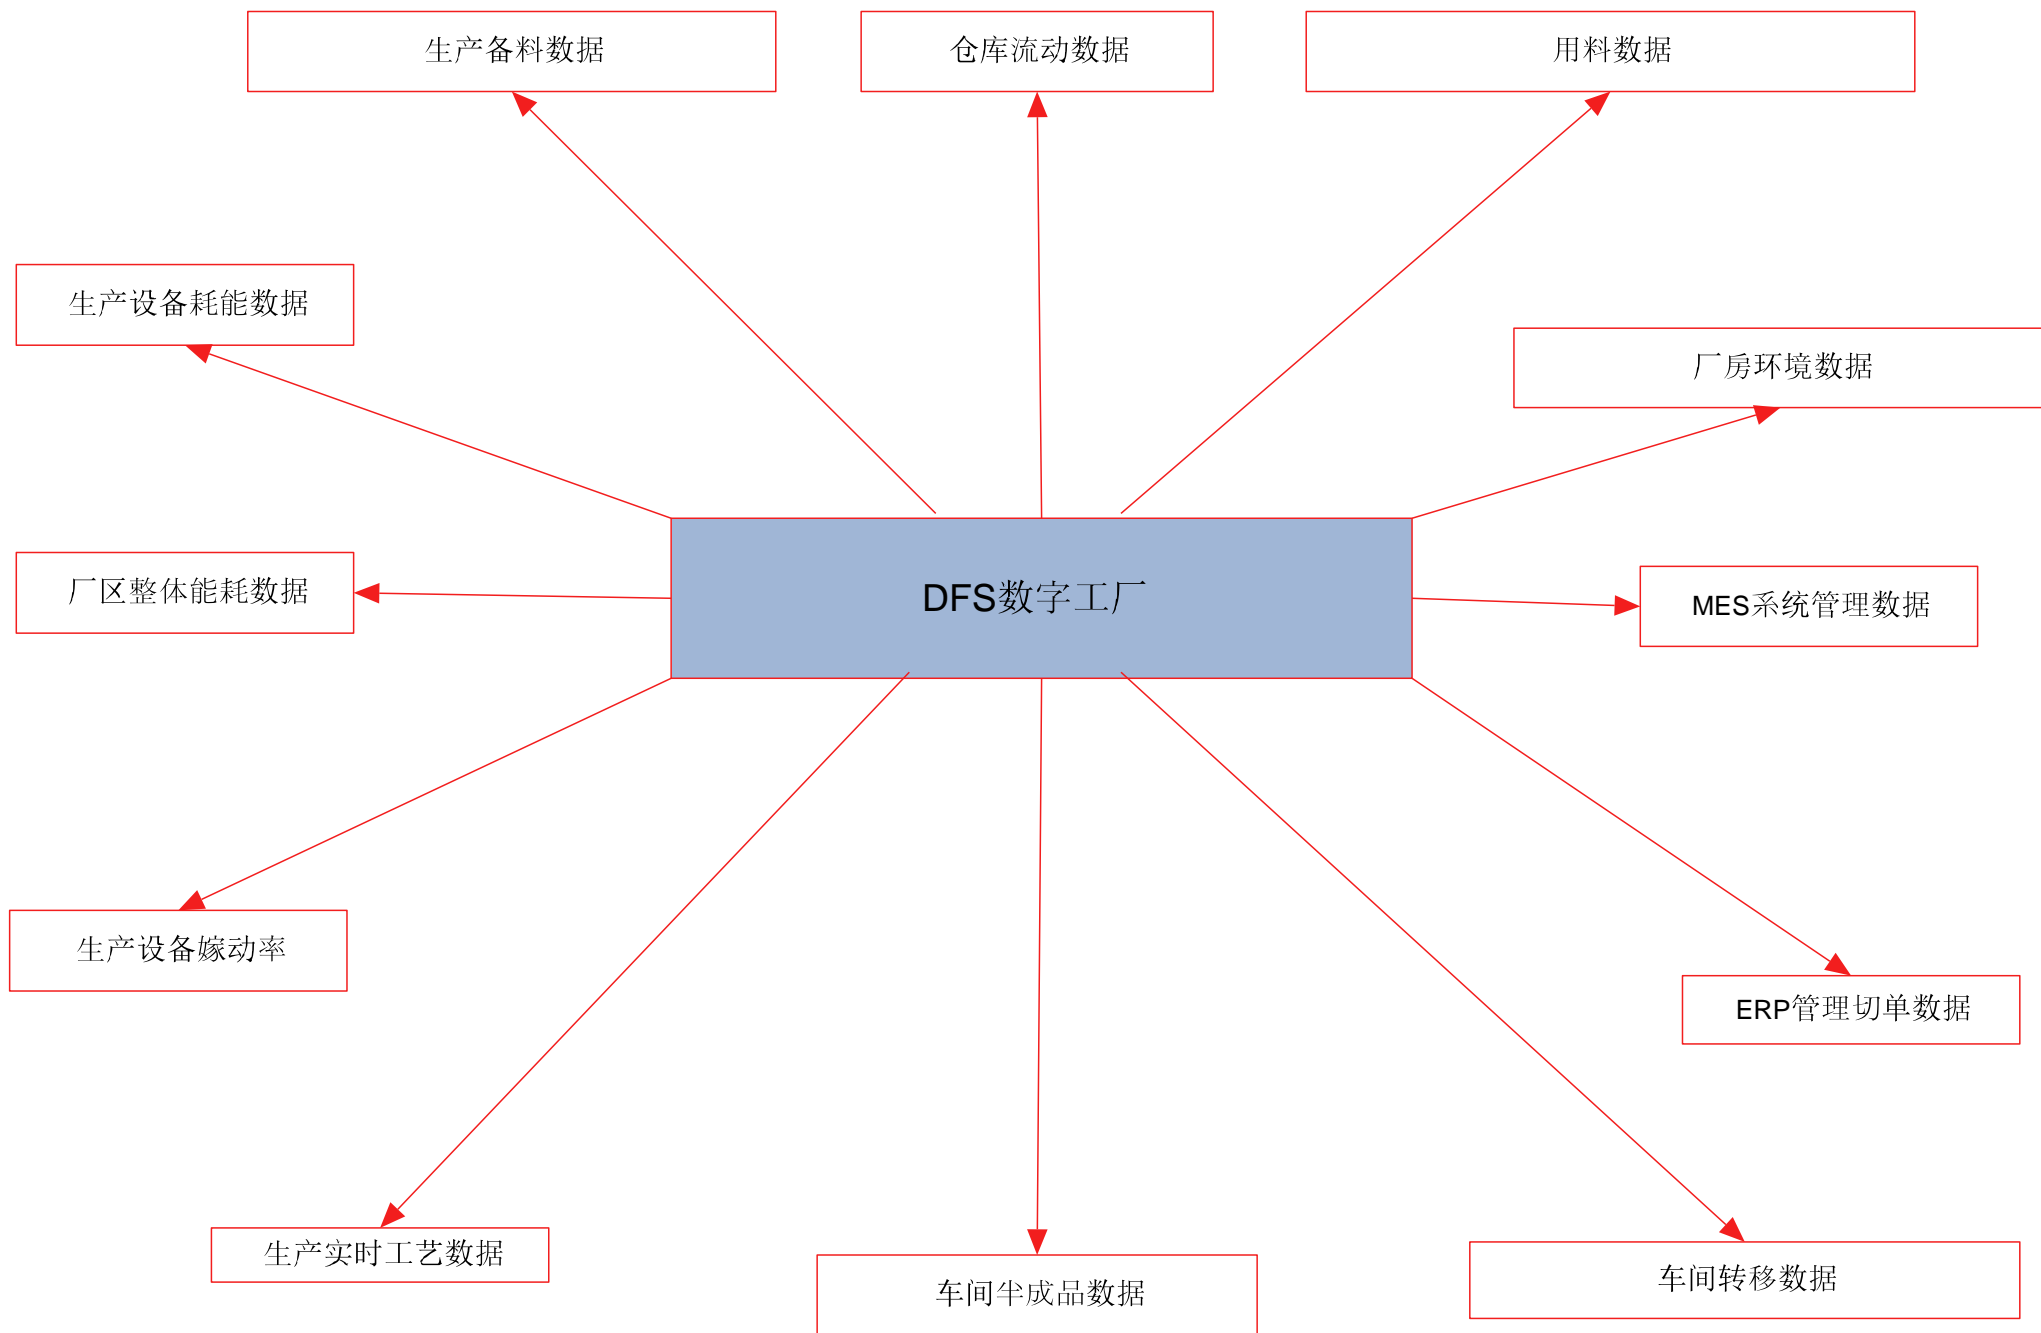 生产备料数据
仓库流动数据
用料数据
生产设备耗能数据
厂房环境数据
厂区整体能耗数据
DFS数字工厂
MES系统管理数据
生产设备嫁动率
ERP管理切单数据
生产实时工艺数据
车间半成品数据
车间转移数据